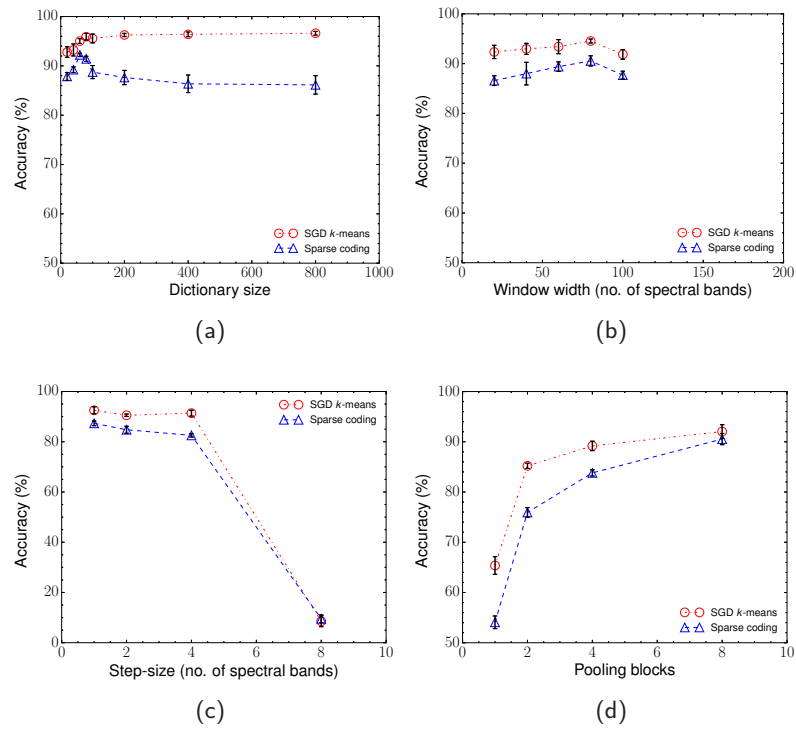 100
90
80
70
60
50
Accuracy (%)
SGD k-means
Sparse coding
0 200 400 600 800 1000
Dictionary size
(a)
100
90
80
70
60
50
Accuracy (%)
SGD k-means
Sparse coding
0 50 100 150 200
Window width (no. of spectral bands)
(b)
100
80
60
40
20
0
Accuracy (%)
SGD k-means
Sparse coding
0 2 4 6 8 10
Step-size (no. of spectral bands)
(c)
100
90
80
70
60
50
Accuracy (%)
SGD k-means
Sparse coding
0 2 4 6 8 10
Pooling blocks
(d)